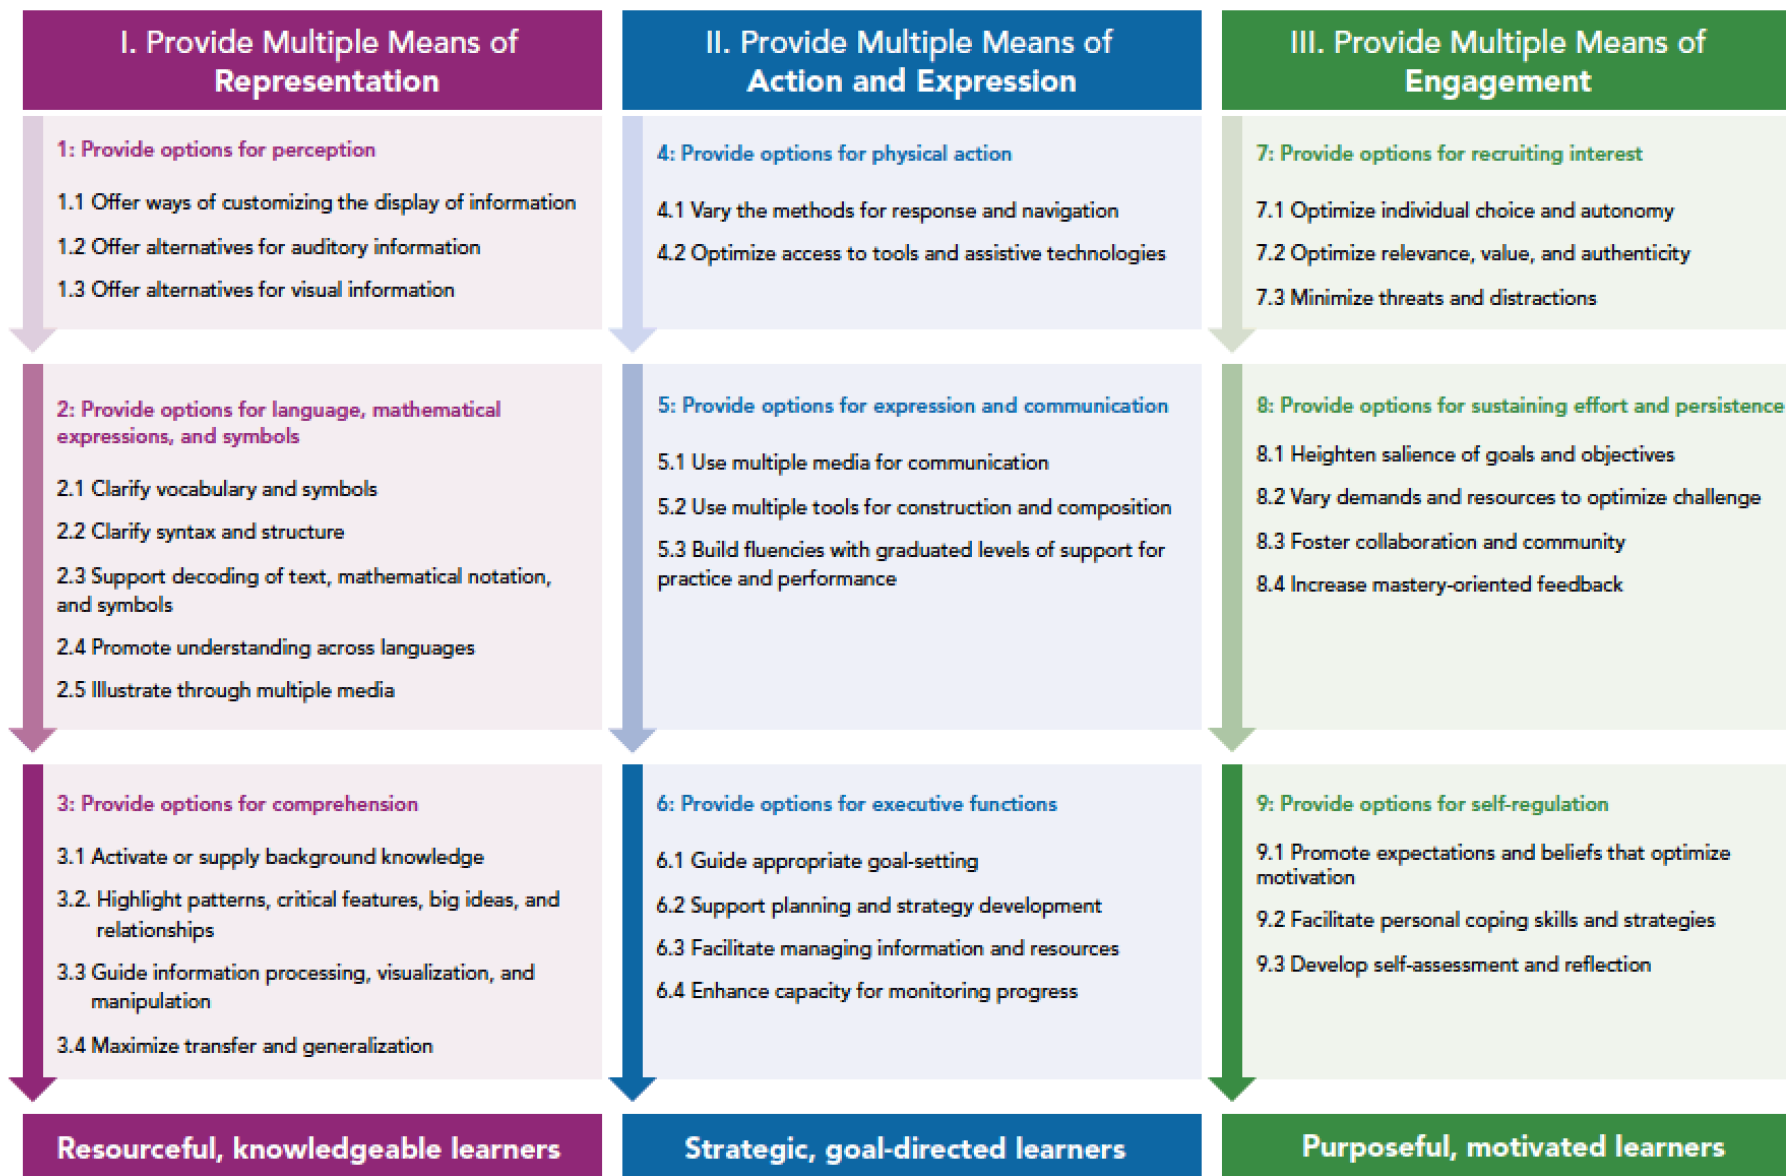 I. Provide Multiple Means of
Representation
1: Provide options for perception
1.1 Offer ways of customizing the display of information
1.2 Offer alternatives for auditory information
1.3 Offer alternatives for visual information
2: Provide options for language, mathematical
expressions, and symbols
2.1 Clarify vocabulary and symbols
2.2 Clarify syntax and structure
2.3 Support decoding of text, mathematical notation,
and symbols
2.4 Promote understanding across languages
2.5 Illustrate through multiple media
3: Provide options for comprehension
3.1 Activate or supply background knowledge
3.2. Highlight patterns, critical features, big ideas, and
relationships
3.3 Guide information processing, visualization, and
manipulation
3.4 Maximize transfer and generalization
Resourceful, knowledgeable learners
II. Provide Multiple Means of
Action and Expression
4: Provide options for physical action
4.1 Vary the methods for response and navigation
4.2 Optimize access to tools and assistive technologies
5: Provide options for expression and communication
5.1 Use multiple media for communication
5.2 Use multiple tools for construction and composition
5.3 Build fluencies with graduated levels of support for
practice and performance
6: Provide options for executive functions
6.1 Guide appropriate goal-setting
6.2 Support planning and strategy development
6.3 Facilitate managing information and resources
6.4 Enhance capacity for monitoring progress
Strategic, goal-directed learners
III. Provide Multiple Means of
Engagement
7: Provide options for recruiting interest
7.1 Optimize individual choice and autonomy
7.2 Optimize relevance, value, and authenticity
7.3 Minimize threats and distractions
8: Provide options for sustaining effort and persistence
8.1 Heighten salience of goals and objectives
8.2 Vary demands and resources to optimize challenge
8.3 Foster collaboration and community
8.4 Increase mastery-oriented feedback
9: Provide options for self-regulation
9.1 Promote expectations and beliefs that optimize
motivation
9.2 Facilitate personal coping skills and strategies
9.3 Develop self-assessment and reflection
Purposeful, motivated learners